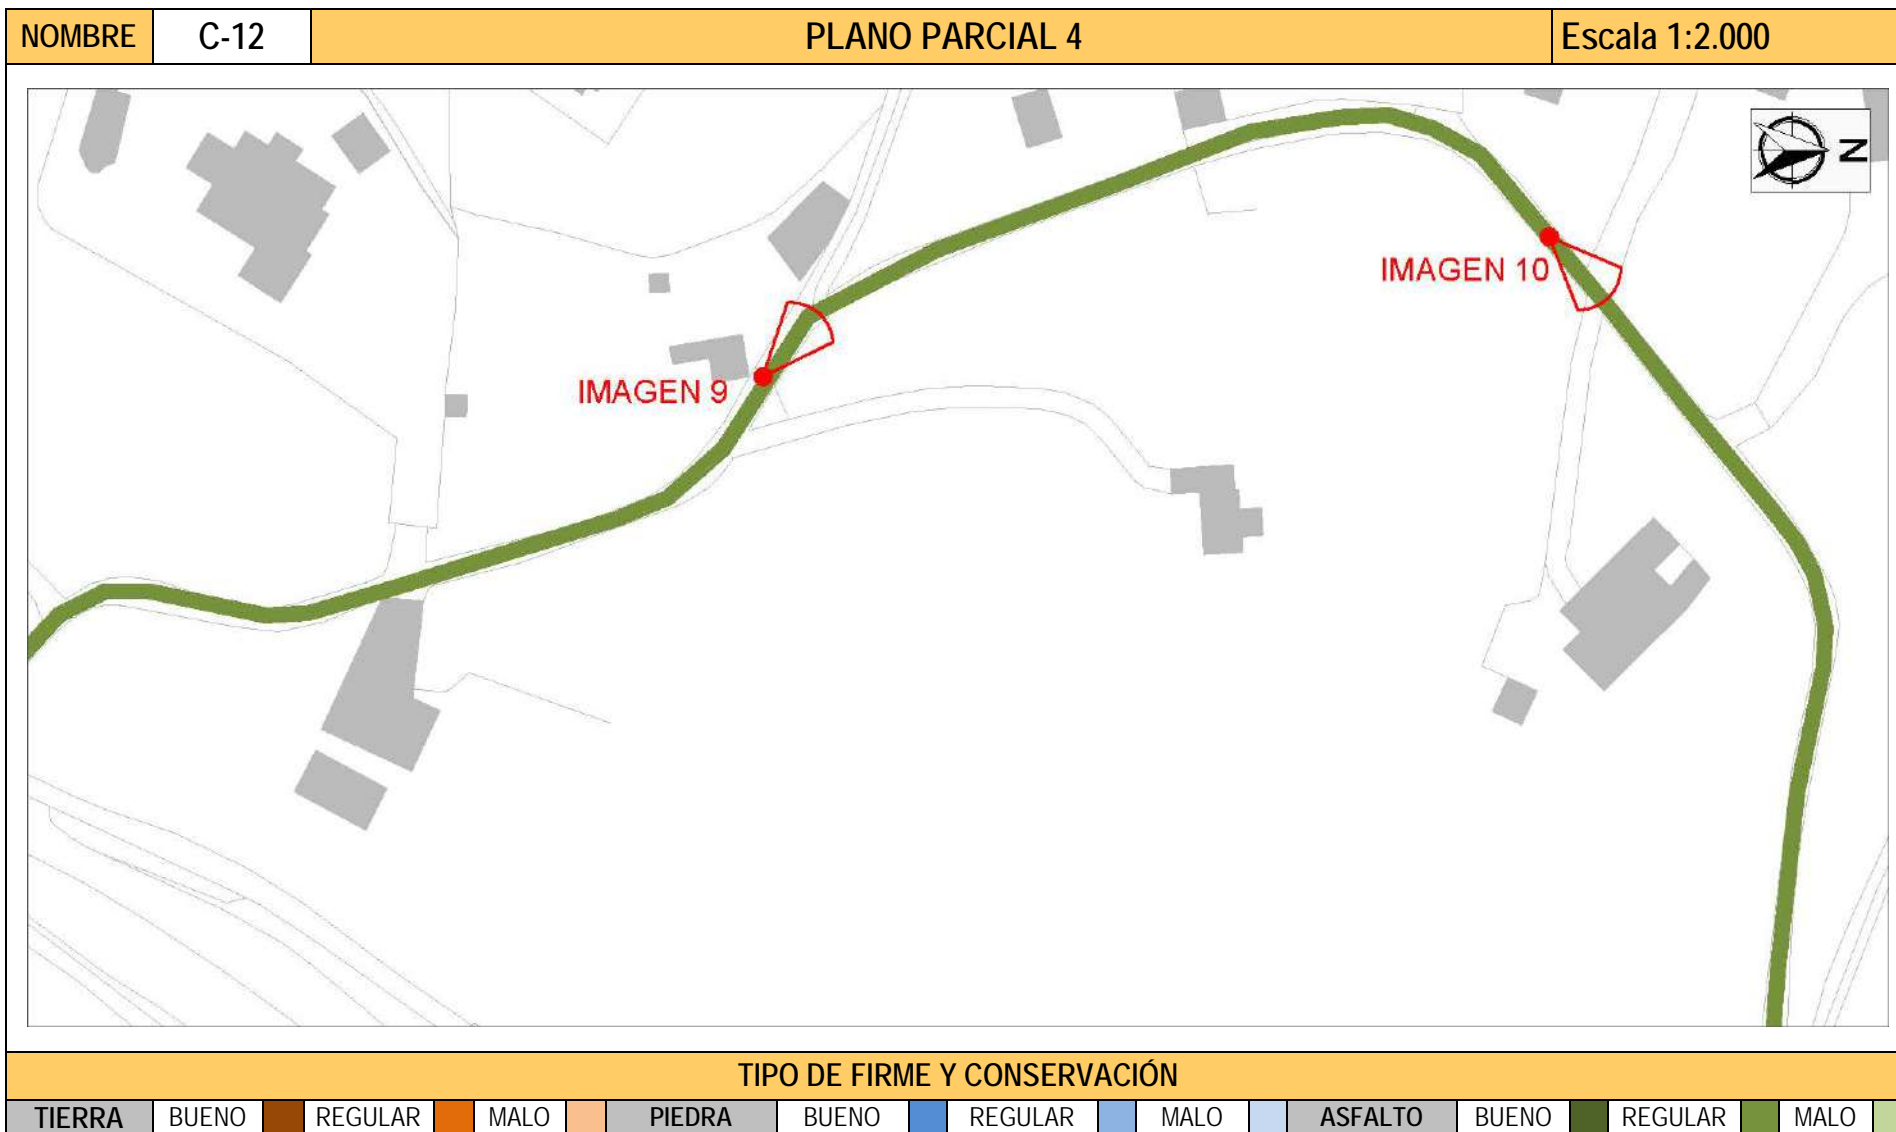 NOMBRE C-12 PLANO PARCIAL 4 Escala 1:2.000
N
IMAGEN 10
IMAGEN 9
TIPO DE FIRME Y CONSERVACIÓN
TIERRA BUENO REGULAR MALO PIEDRA BUENO REGULAR MALO ASFALTO BUENO REGULAR MALO